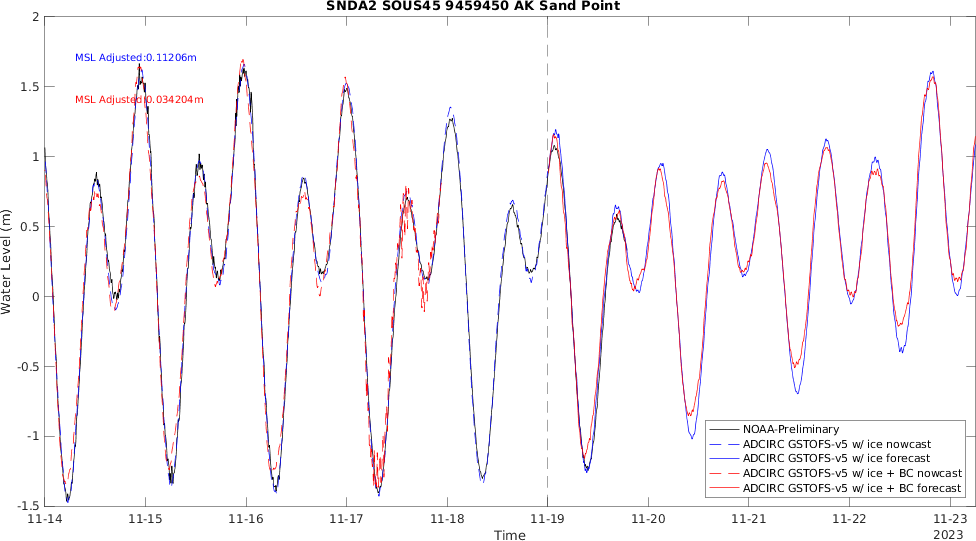 SNDA2 SOUS45 9459450 AK Sand Point
2
1.5
1
0.5
0
-0.5
-1
-1.5
Water Level (m)
MSL Adjusted:0.11206m
MSL Adjusted:0.034204m
NOAA-Preliminary
ADCIRC GSTOFS-v5 w/ ice nowcast
ADCIRC GSTOFS-v5 w/ ice forecast
ADCIRC GSTOFS-v5 w/ ice + BC nowcast
ADCIRC GSTOFS-v5 w/ ice + BC forecast
11-14 11-15 11-16 11-17 11-18 11-19 11-20 11-21 11-22 11-23
2023
Time